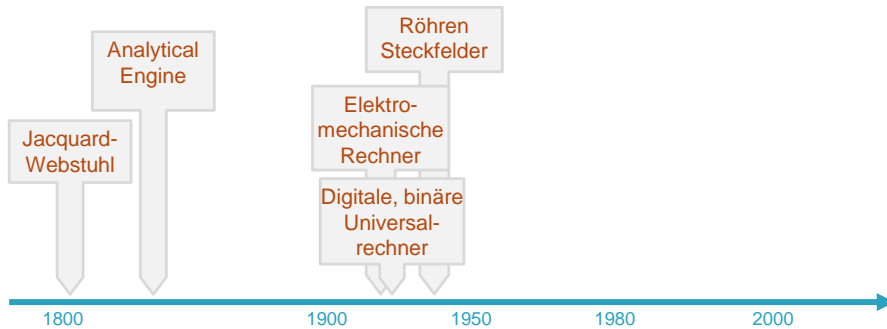 Röhren
Steckfelder
Analytical
Engine
Elektro-
mechanische
Rechner
Jacquard-
Webstuhl
Digitale, binäre
Universal-
rechner
1800
1900
1950
1980
2000